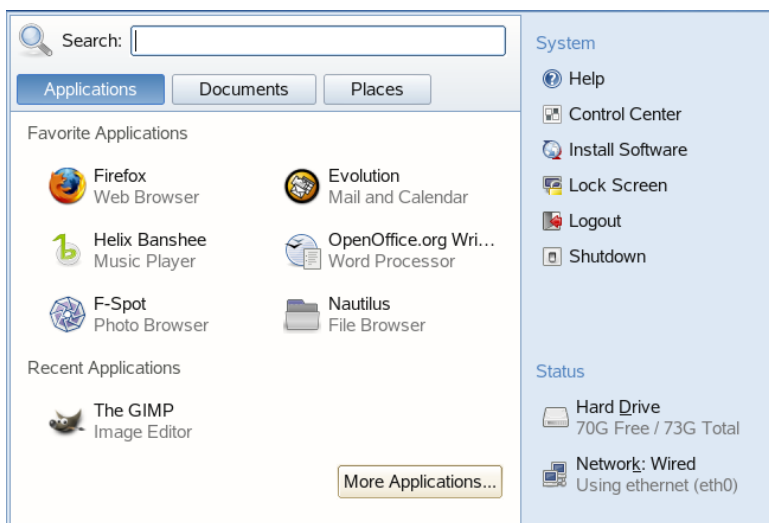 Search:
Applications
Documents
Places
Favorite Applications
Firefox
Web Browser
Evolution
Mail and Calendar
Helix Banshee
Music Player
OpenOffice.org Wri...
Word Processor
F-Spot
Photo Browser
Nautilus
File Browser
Recent Applications
The GIMP
Image Editor
More Applications...
System
Help
Control Center
Install Software
Lock Screen
Logout
Shutdown
Status
Hard Drive
70G Free / 73G Total
Network: Wired
Using ethernet (eth0)